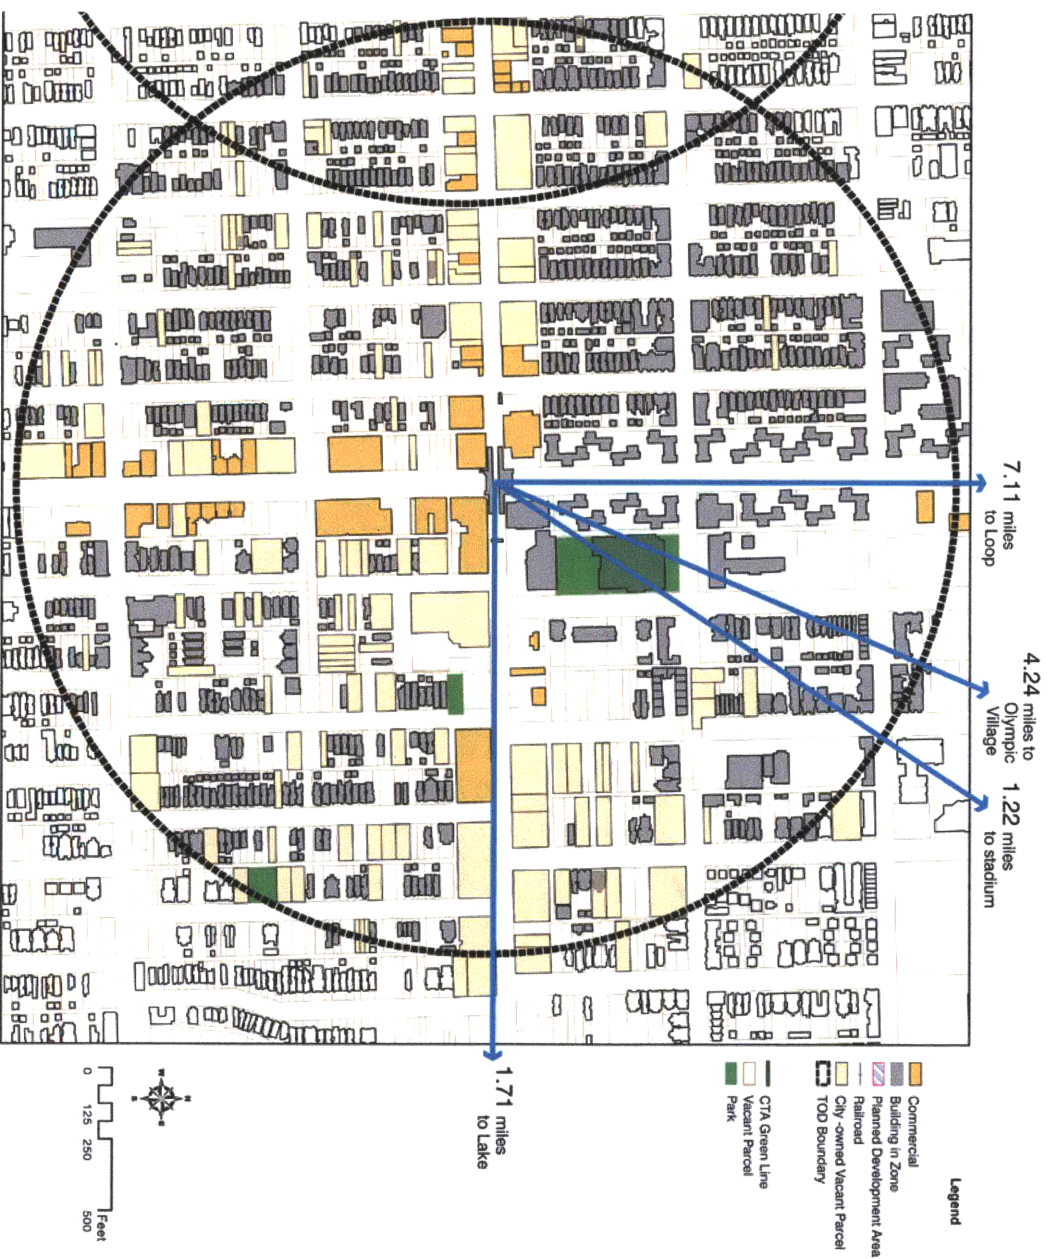 7.11 miles
to Loop
4.24 miles to
Olympic
Village
1.22 miles
to stadium
1.71 miles
to Lake
Legend
Commercial
Building in Zone
Planned Development Area
Railroad
City -owned Vacant Parcel
TOD Boundary
CTA Green Line
Vacant Parcel
Park
N
W
E
S
0 125 250 500
Feet